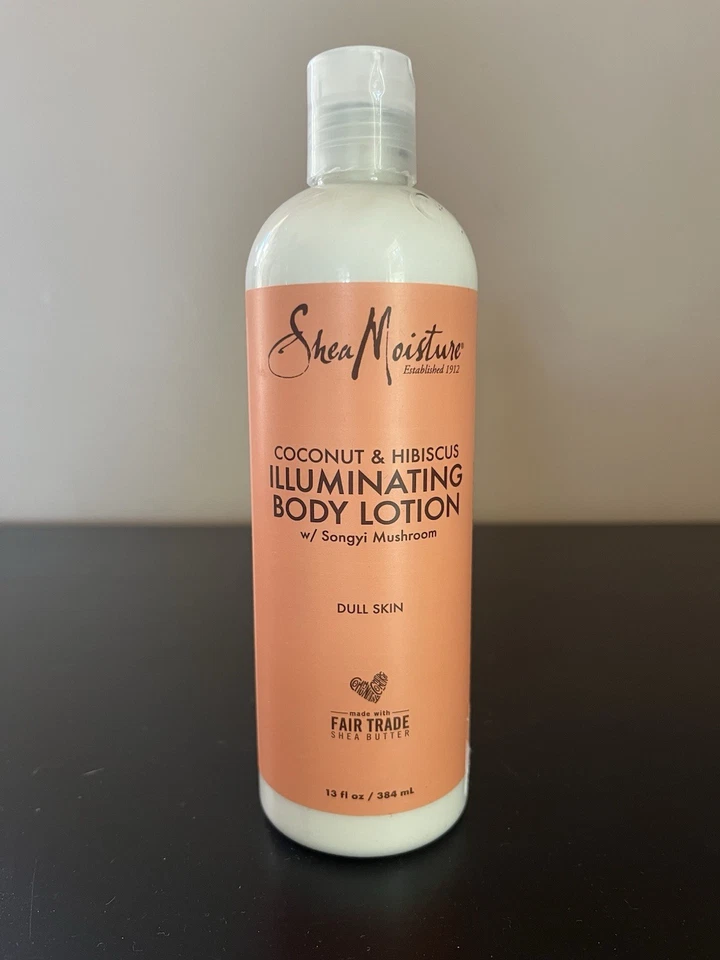 SheaMoisture®
Established 1912
COCONUT & HIBISCUS
ILLUMINATING
BODY LOTION
w/ Songyi Mushroom
DULL SKIN
made with
FAIR TRADE
SHEA BUTTER
13 fl oz / 384 mL